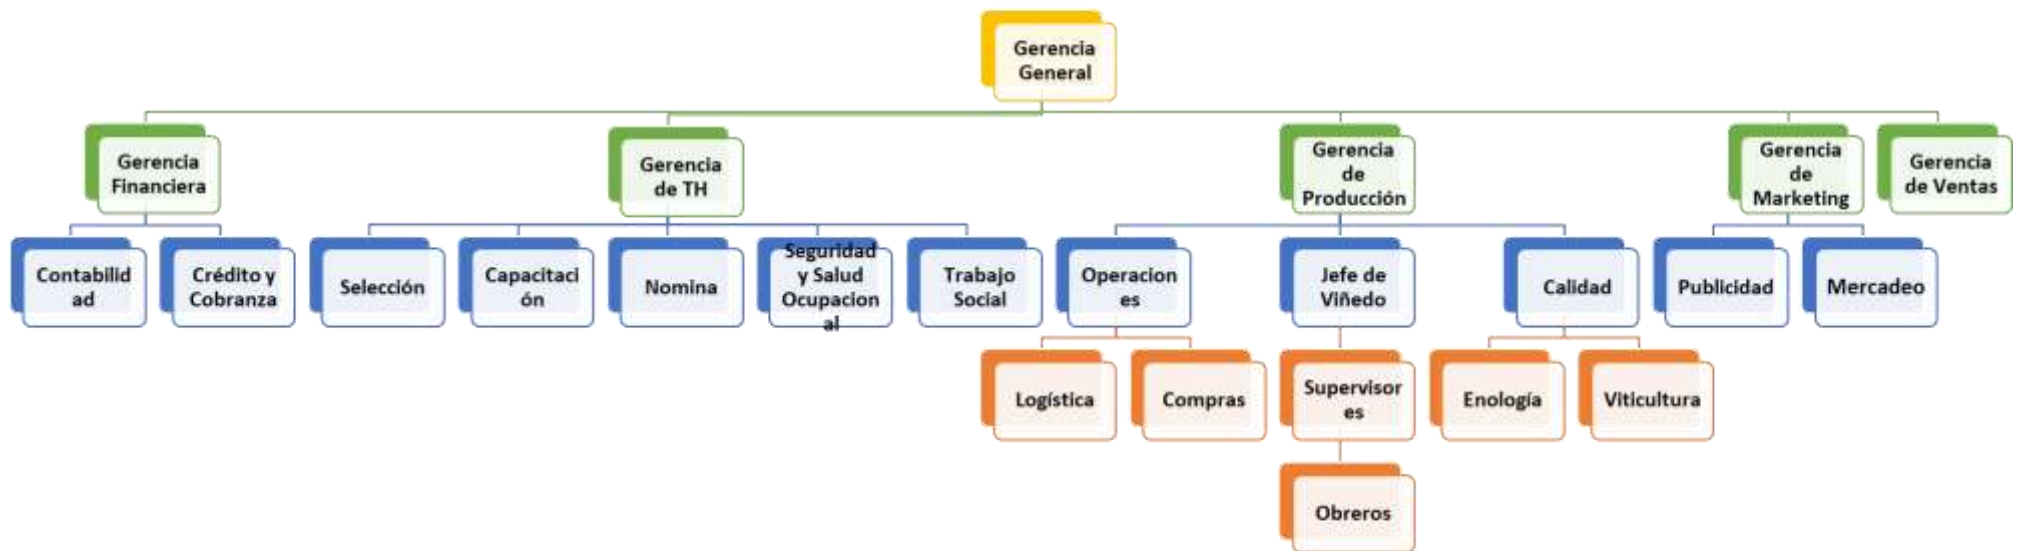 Gerencia
General
Gerencia
Financiera
Gerencia
de TH
Gerencia
de
Producción
Gerencia
de
Marketing
Gerencia
de Ventas
Contabilid
ad
Crédito y
Cobranza
Selección
Capacitaci
ón
Nomina
Seguridad
y Salud
Ocupacion
al
Trabajo
Social
Operacion
es
Jefe de
Viñedo
Calidad
Publicidad
Mercadeo
Logística
Compras
Supervisor
es
Enología
Viticultura
Obreros